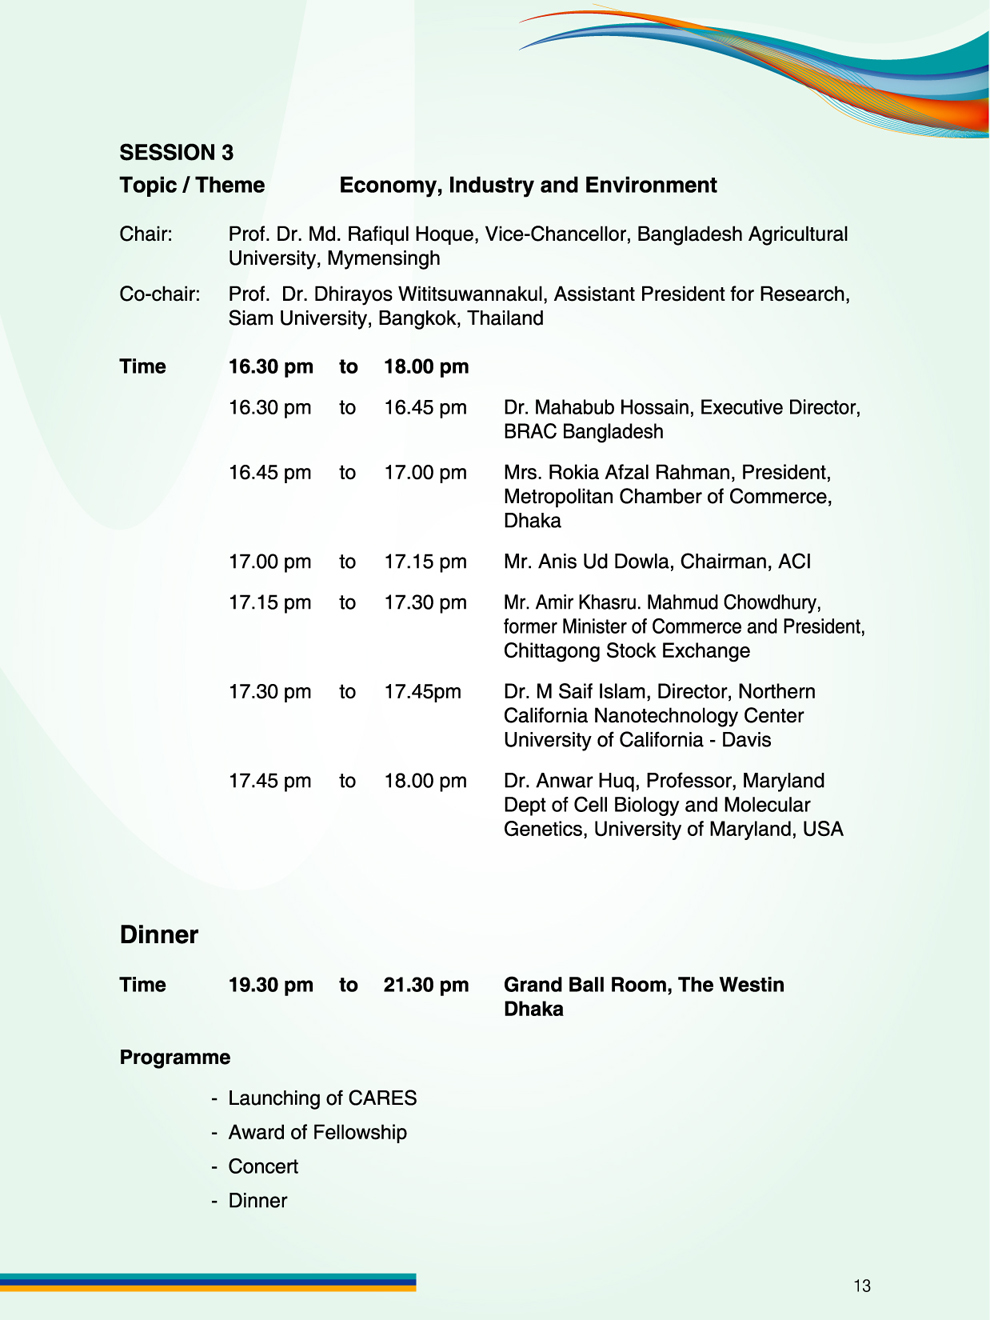 SESSION 3
Topic / Theme Economy, Industry and Environment
Chair: Prof. Dr. Md. Rafiqul Hoque, Vice-Chancellor, Bangladesh Agricultural
University, Mymensingh
Co-chair: Prof. Dr. Dhirayos Wititsuwannakul, Assistant President for Research,
Siam University, Bangkok, Thailand
Time 16.30 pm to 18.00 pm
16.30 pm to 16.45 pm Dr. Mahabub Hossain, Executive Director,
BRAC Bangladesh
16.45 pm to 17.00 pm Mrs. Rokia Afzal Rahman, President,
Metropolitan Chamber of Commerce,
Dhaka
17.00 pm to 17.15 pm Mr. Anis Ud Dowla, Chairman, ACI
17.15 pm to 17.30 pm Mr. Amir Khasru. Mahmud Chowdhury,
former Minister of Commerce and President,
Chittagong Stock Exchange
17.30 pm to 17.45pm Dr. M Saif Islam, Director, Northern
California Nanotechnology Center
University of California - Davis
17.45 pm to 18.00 pm Dr. Anwar Huq, Professor, Maryland
Dept of Cell Biology and Molecular
Genetics, University of Maryland, USA
Dinner
Time 19.30 pm to 21.30 pm Grand Ball Room, The Westin
Dhaka
Programme
- Launching of CARES
- Award of Fellowship
- Concert
- Dinner
13